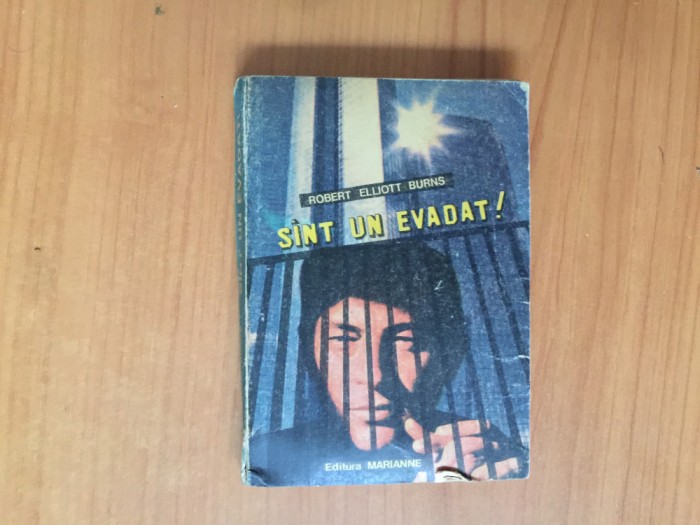 ROBERT ELLIOTT BURNS
SÎNT UN EVADAT!
Editura MARIANNE